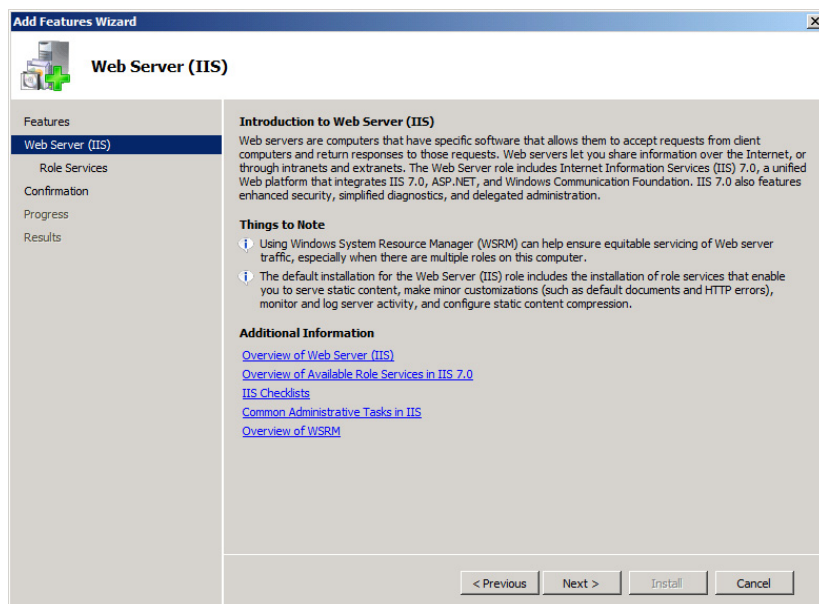 Add Features Wizard
Web Server (IIS)
Features
Web Server (IIS)
Role Services
Confirmation
Progress
Results
Introduction to Web Server (IIS)
Web servers are computers that have specific software that allows them to accept requests from client
computers and return responses to those requests. Web servers let you share information over the Internet, or
through intranets and extranets. The Web Server role includes Internet Information Services (IIS) 7.0, a unified
Web platform that integrates IIS 7.0, ASP.NET, and Windows Communication Foundation. IIS 7.0 also features
enhanced security, simplified diagnostics, and delegated administration.
Things to Note
Using Windows System Resource Manager (WSRM) can help ensure equitable servicing of Web server
traffic, especially when there are multiple roles on this computer.
The default installation for the Web Server (IIS) role includes the installation of role services that enable
you to serve static content, make minor customizations (such as default documents and HTTP errors),
monitor and log server activity, and configure static content compression.
Additional Information
Overview of Web Server (IIS)
Overview of Available Role Services in IIS 7.0
IIS Checklists
Common Administrative Tasks in IIS
Overview of WSRM
< Previous
Next >
Install
Cancel